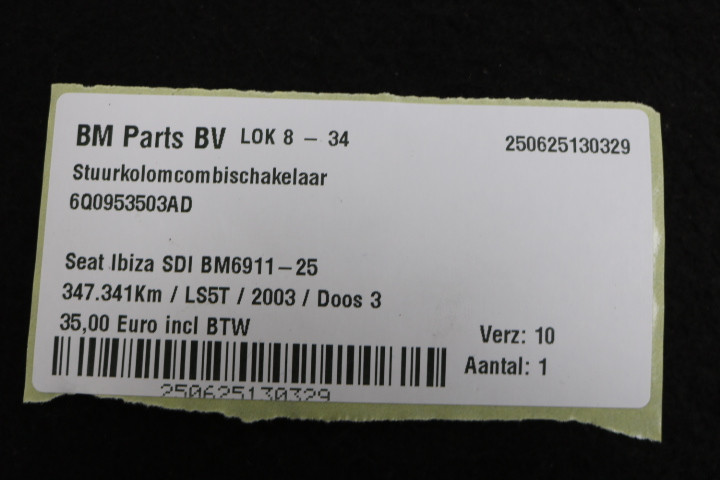 BM Parts BV LOK 8 - 34 250625130329
Stuurkolomcombischakelaar
6Q0953503AD
Seat Ibiza SDI BM6911-25
347.341Km / LS5T / 2003 / Doos 3
35,00 Euro incl BTW
Verz: 10
Aantal: 1
250625130329